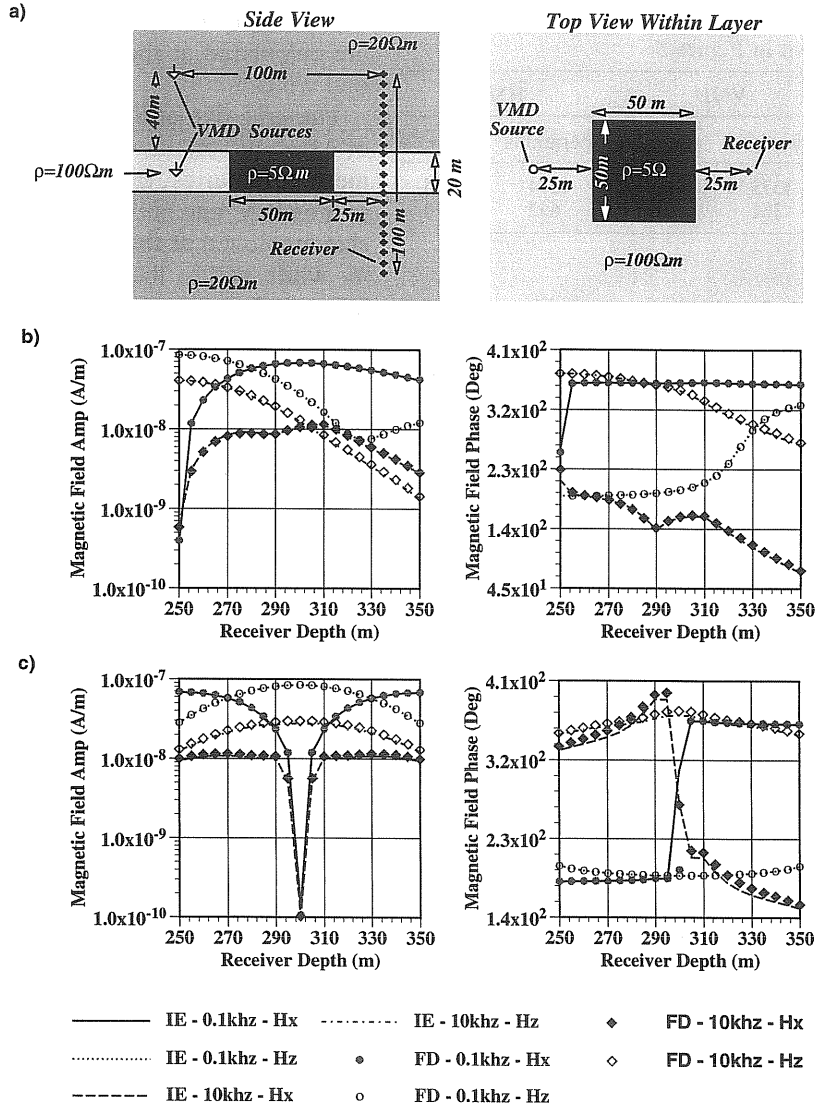 a)
Side View
Top View Within Layer
ρ=20Ωm
100m
40m
VMD Sources
ρ=100Ωm
ρ=5Ω m
20 m
50m
25m
100 m
Receiver
ρ=20Ωm
50 m
VMD
Source
Receiver
50m
ρ=5Ω
25m
25m
ρ=100Ωm
b)
Magnetic Field Amp (A/m)
1.0x10-7
1.0x10-8
1.0x10-9
1.0x10-10
250 270 290 310 330 350
Receiver Depth (m)
Magnetic Field Phase (Deg)
4.1x10²
3.2x10²
2.3x10²
1.4x10²
4.5x10¹
250 270 290 310 330 350
Receiver Depth (m)
c)
Magnetic Field Amp (A/m)
1.0x10-7
1.0x10-8
1.0x10-9
1.0x10-10
250 270 290 310 330 350
Receiver Depth (m)
Magnetic Field Phase (Deg)
4.1x10²
3.2x10²
2.3x10²
1.4x10²
250 270 290 310 330 350
Receiver Depth (m)
IE - 0.1khz - Hx
IE - 10khz - Hz
FD - 10khz - Hx
IE - 0.1khz - Hz
FD - 0.1khz - Hx
FD - 10khz - Hz
IE - 10khz - Hx
FD - 0.1khz - Hz